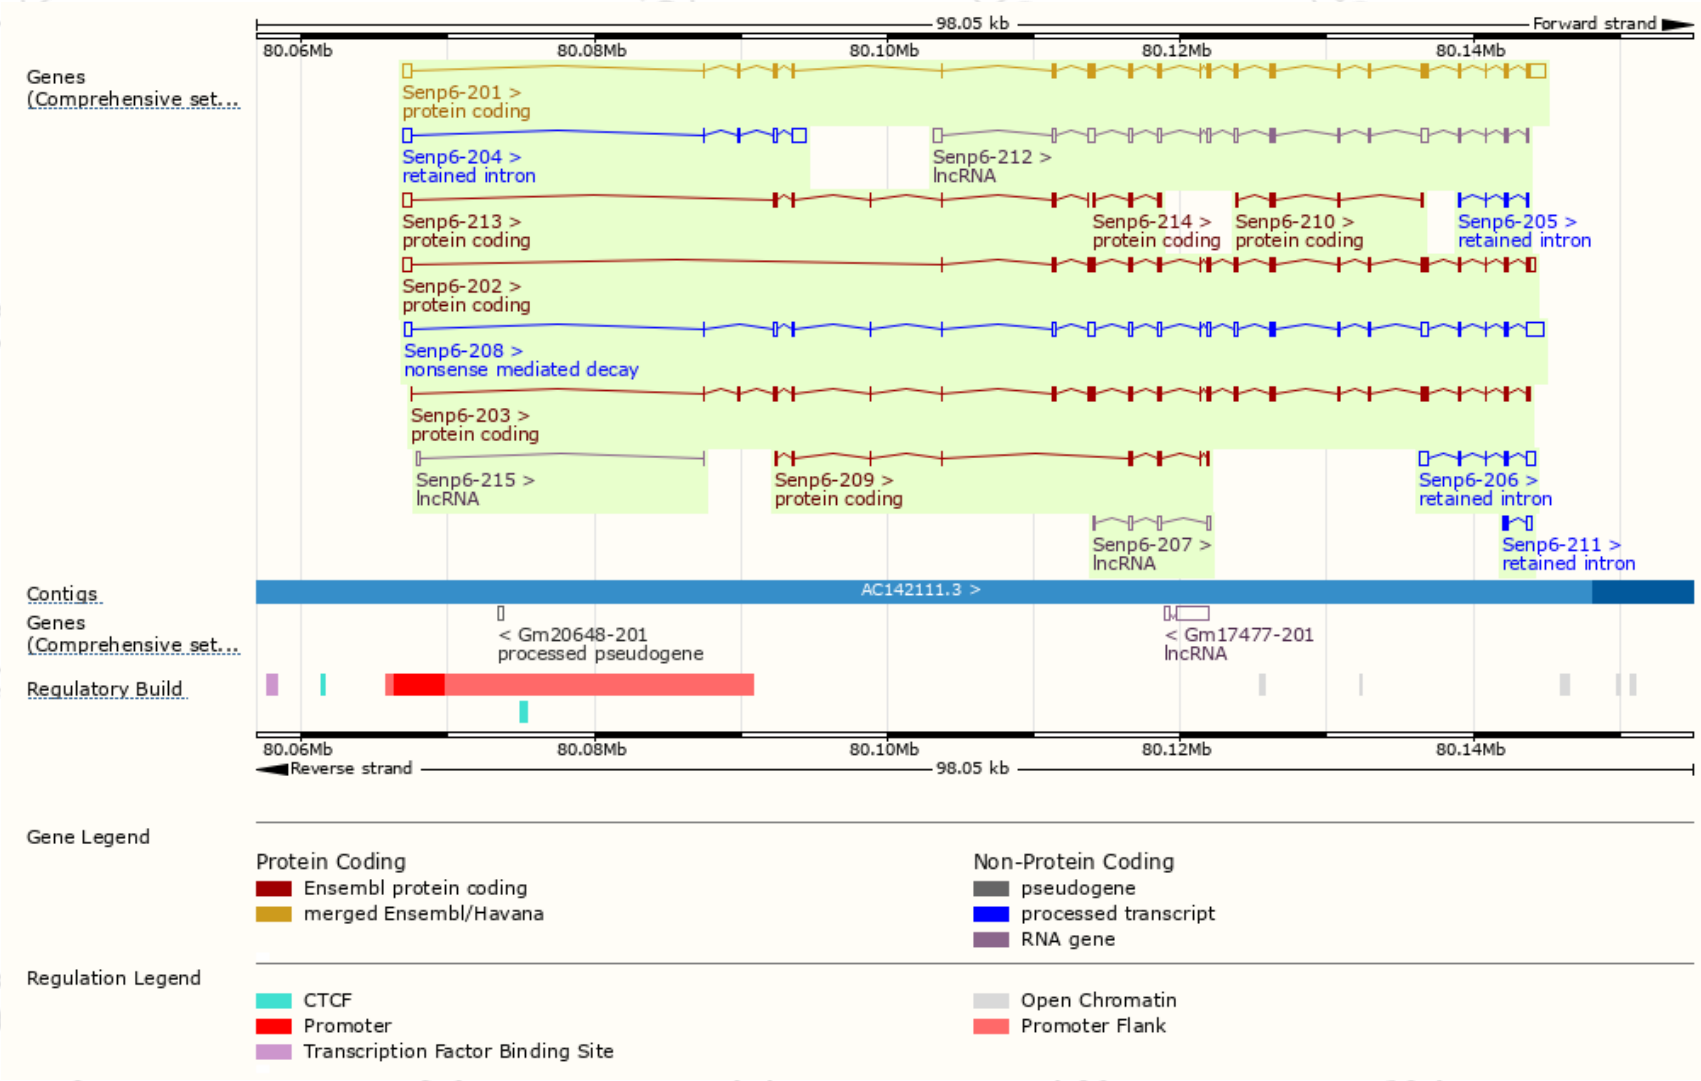 98.05 kb Forward strand
80.06Mb 80.08Mb 80.10Mb 80.12Mb 80.14Mb
Genes
(Comprehensive set...
Senp6-201 >
protein coding
Senp6-204 > Senp6-212 >
retained intron lncRNA
Senp6-213 > Senp6-214 > Senp6-210 > Senp6-205 >
protein coding protein coding protein coding retained intron
Senp6-202 >
protein coding
Senp6-208 >
nonsense mediated decay
Senp6-203 >
protein coding
Senp6-215 > Senp6-209 > Senp6-206 >
lncRNA protein coding retained intron
Senp6-207 > Senp6-211 >
lncRNA retained intron
Contigs AC142111.3 >
Genes
(Comprehensive set...
< Gm20648-201 < Gm17477-201
processed pseudogene lncRNA
Regulatory Build
80.06Mb 80.08Mb 80.10Mb 80.12Mb 80.14Mb
Reverse strand 98.05 kb
Gene Legend
Protein Coding Non-Protein Coding
Ensembl protein coding pseudogene
merged Ensembl/Havana processed transcript
RNA gene
Regulation Legend
CTCF Open Chromatin
Promoter Promoter Flank
Transcription Factor Binding Site